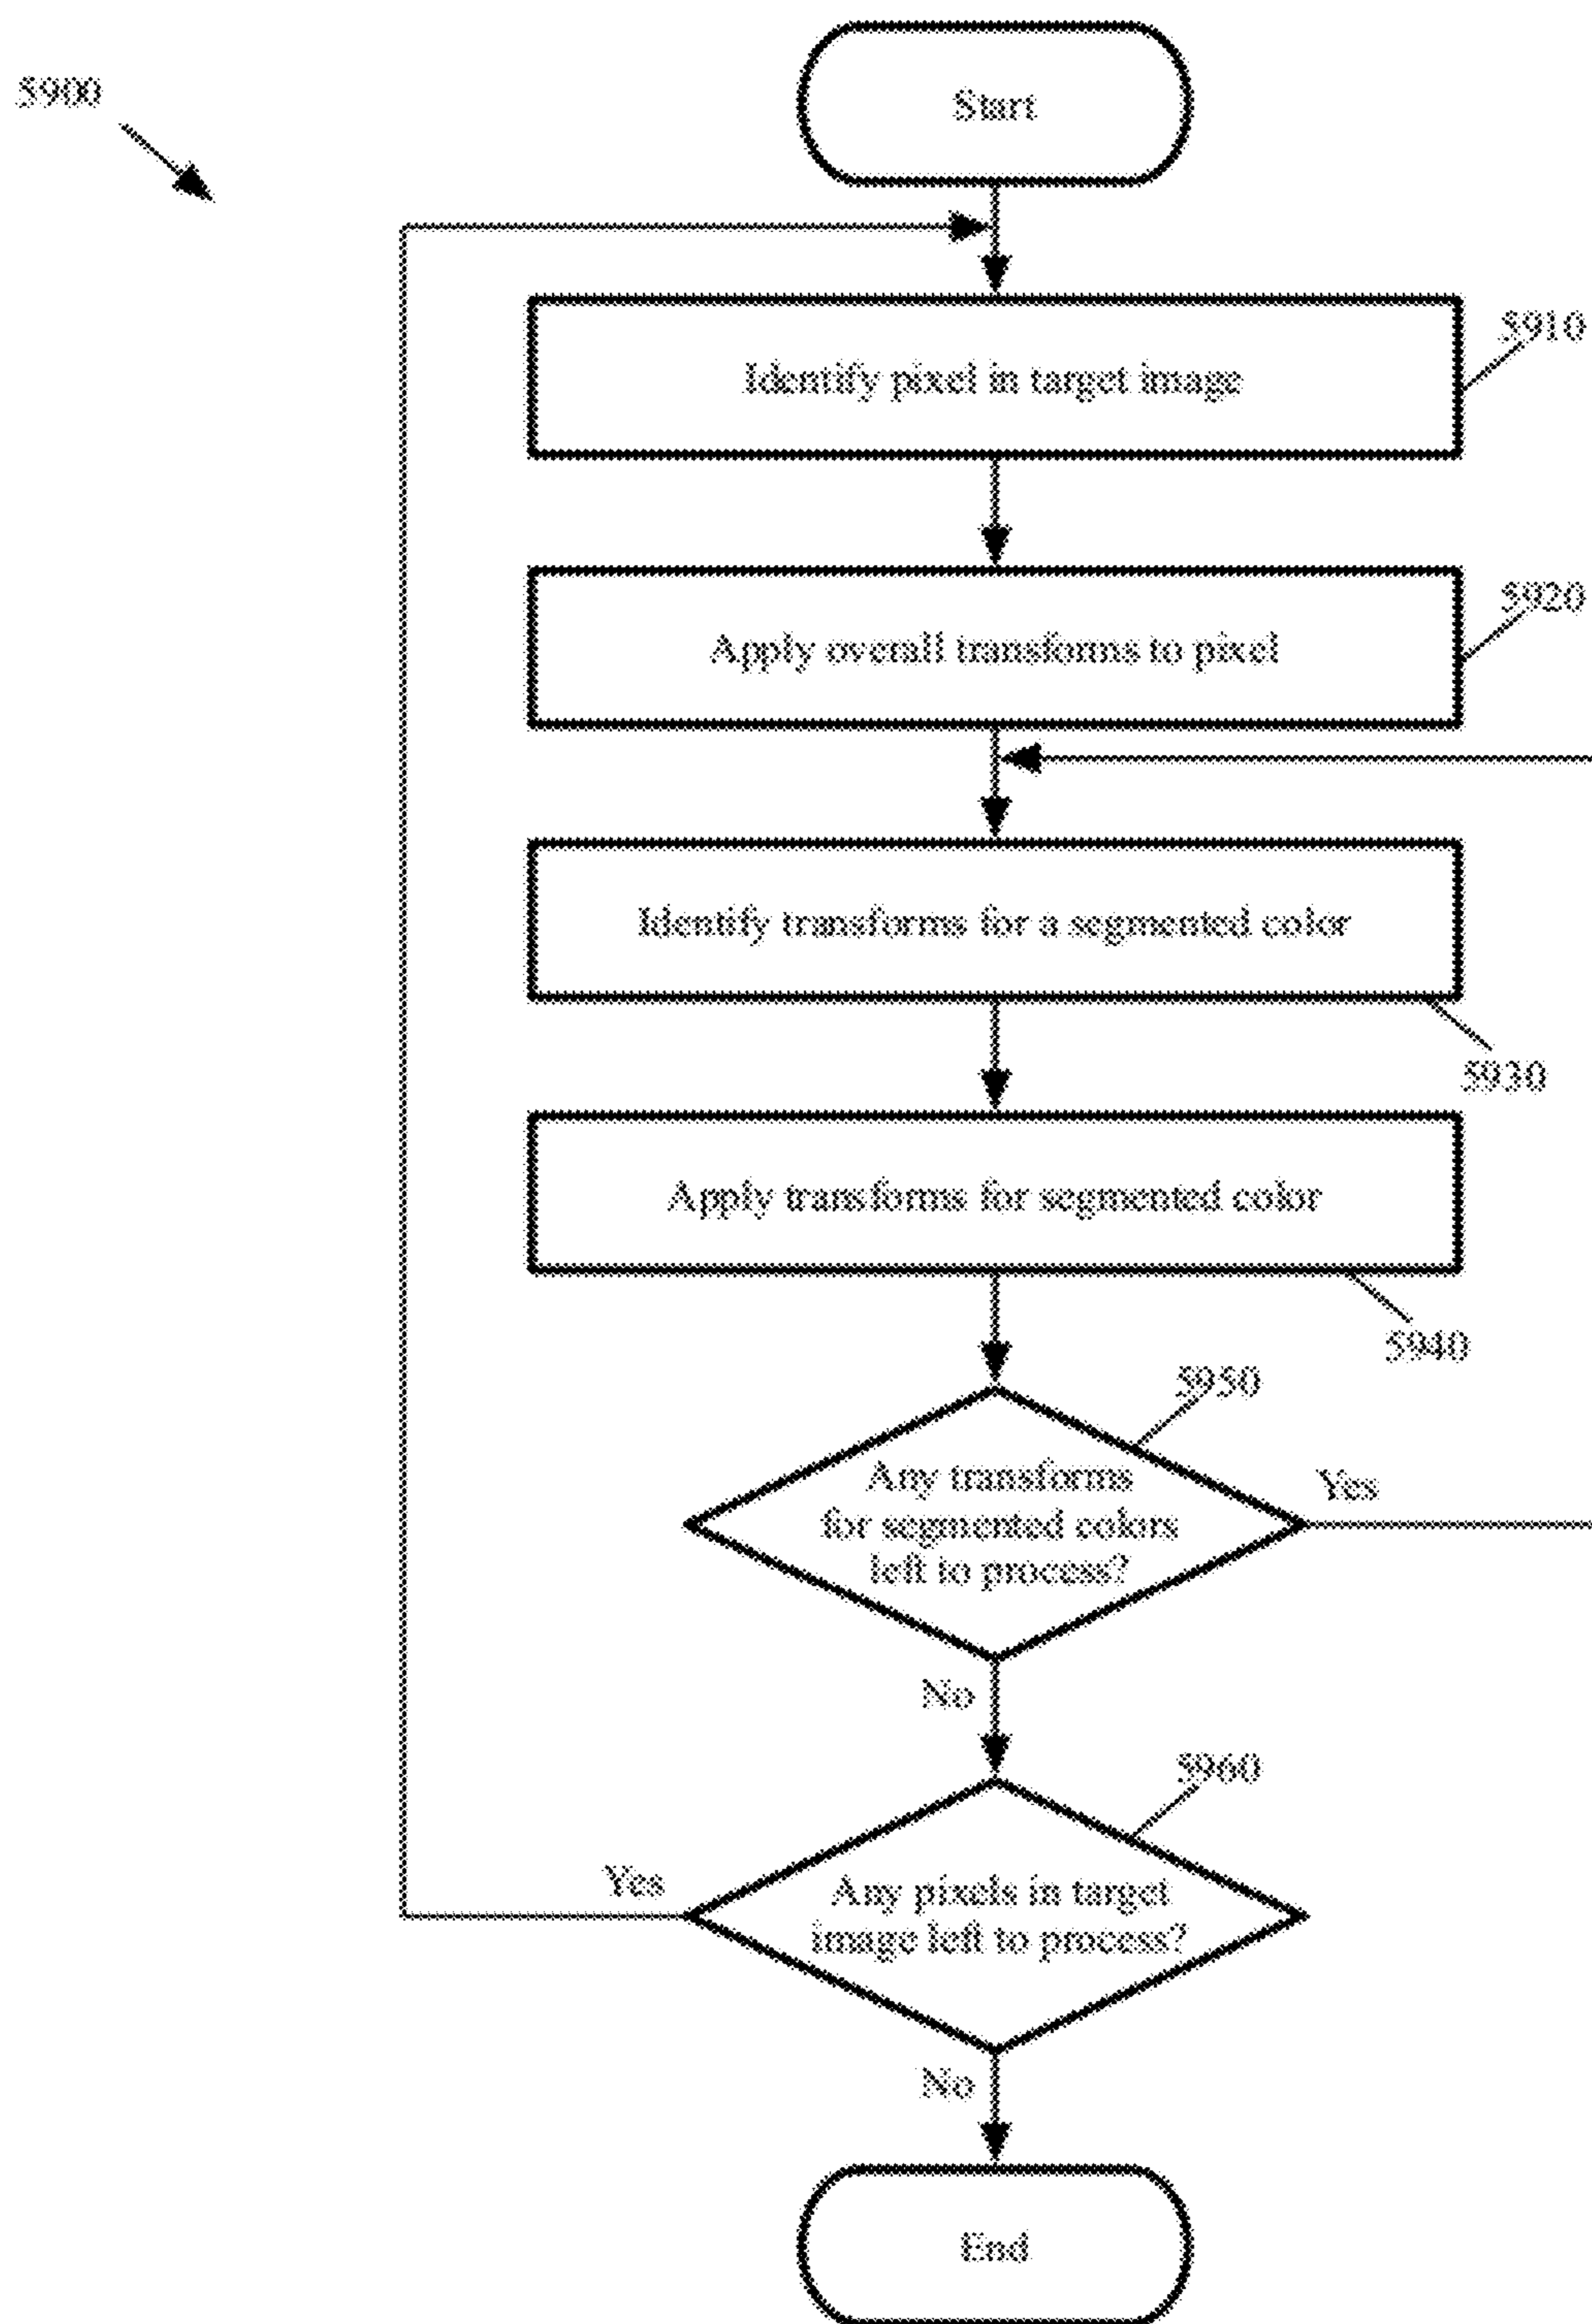 5900
Start
Identify pixel in target image
5910
Apply overall transforms to pixel
5920
Identify transforms for a segmented color
5930
Apply transforms for segmented color
5940
5950
Any transforms
for segmented colors
left to process?
Yes
No
5960
Any pixels in target
image left to process?
Yes
No
End